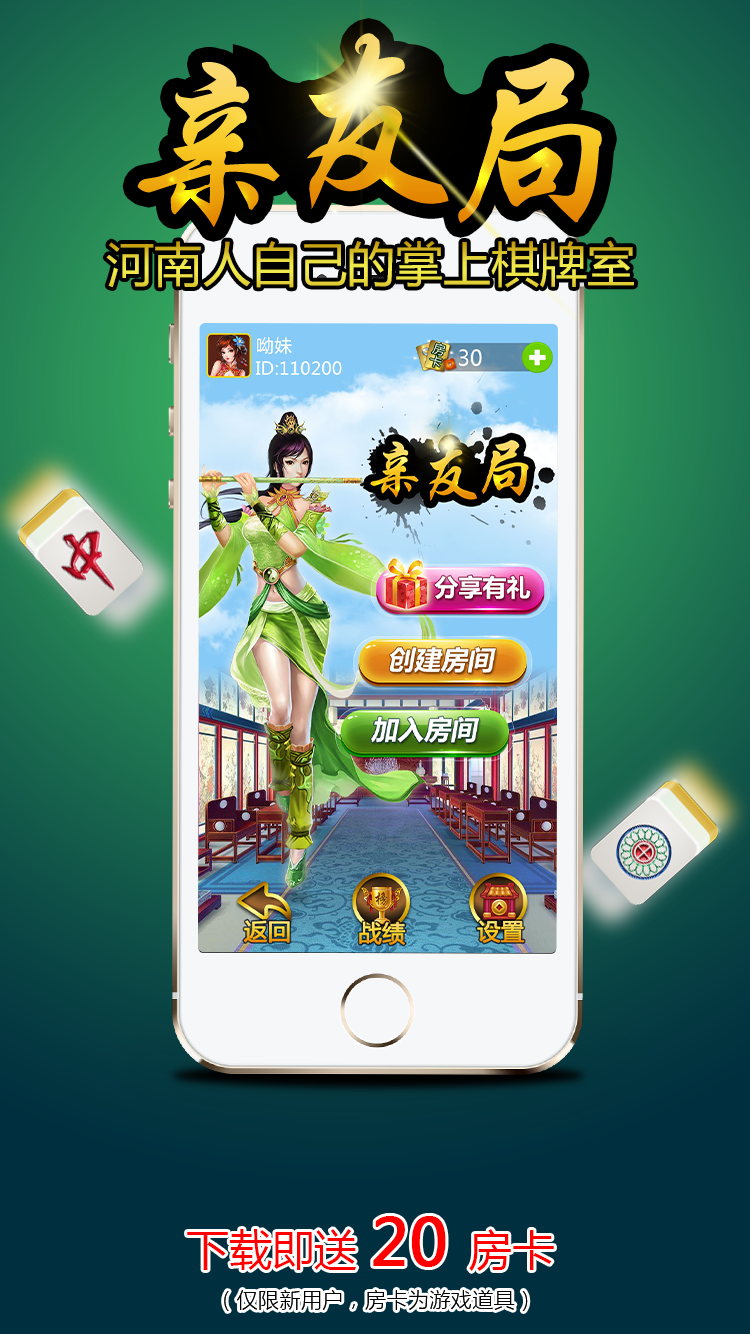 亲友局
河南人自己的掌上棋牌室
呦妹
ID:110200
房卡
30
亲友局
分享有礼
创建房间
加入房间
中
返回
战绩
设置
下载即送 20 房卡
（仅限新用户，房卡为游戏道具）